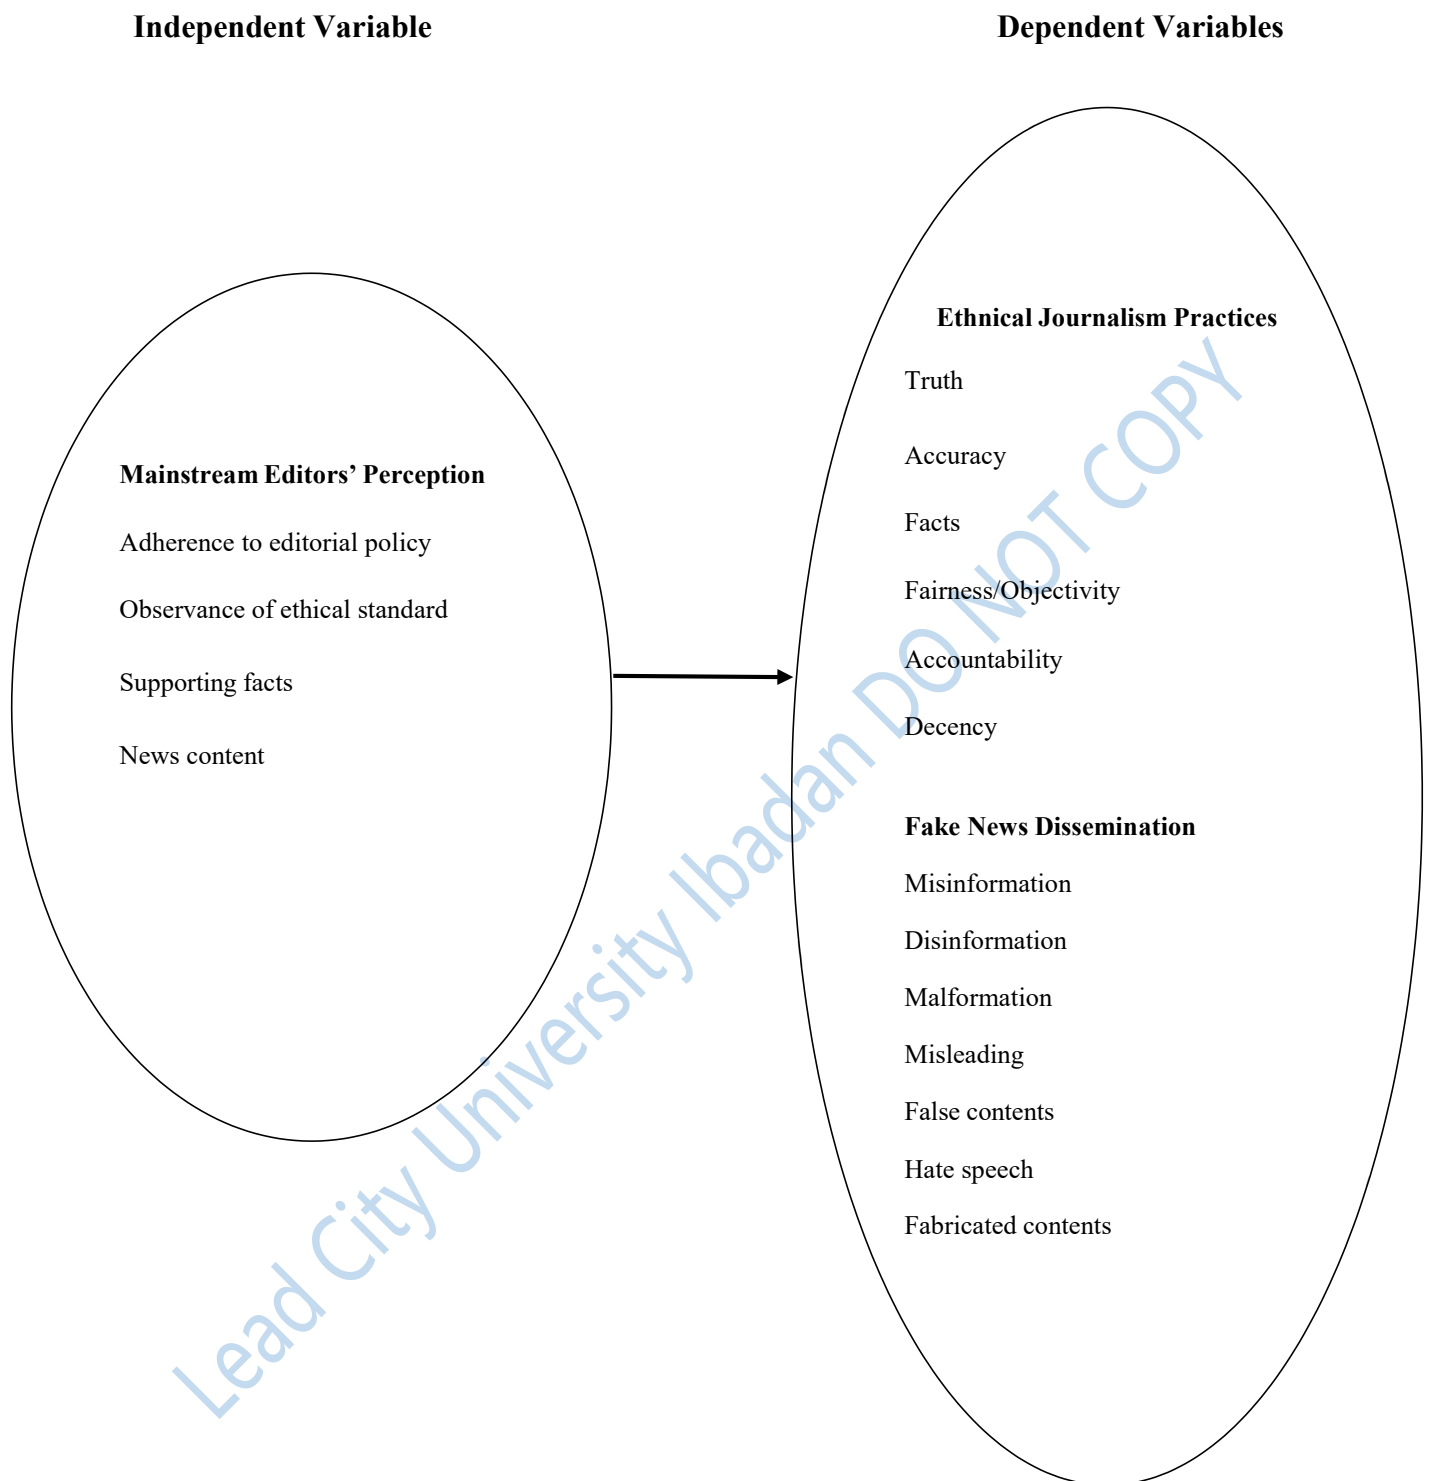 Independent Variable
Dependent Variables
Mainstream Editors’ Perception
Adherence to editorial policy
Observance of ethical standard
Supporting facts
News content
Ethnical Journalism Practices
Truth
Accuracy
Facts
Fairness/Objectivity
Accountability
Decency
Fake News Dissemination
Misinformation
Disinformation
Malformation
Misleading
False contents
Hate speech
Fabricated contents
Lead City University Ibadan DO NOT COPY